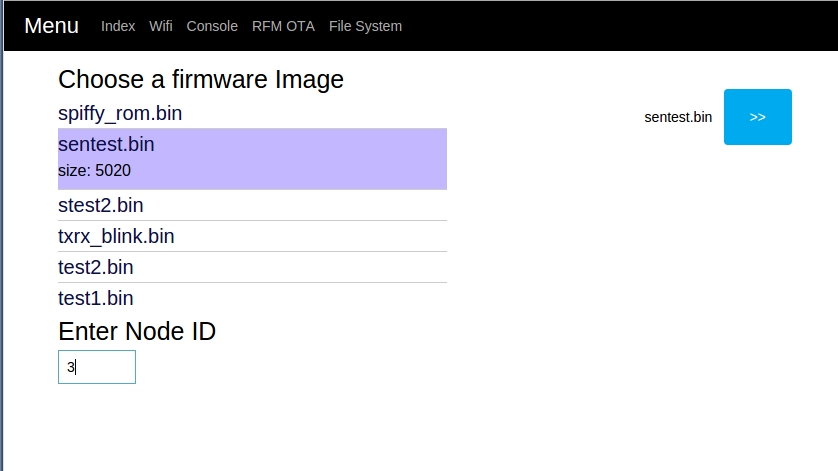 Menu Index Wifi Console RFM OTA File System
Choose a firmware Image
spiffy_rom.bin
sentest.bin
size: 5020
stest2.bin
txrx_blink.bin
test2.bin
test1.bin
Enter Node ID
3
sentest.bin >>